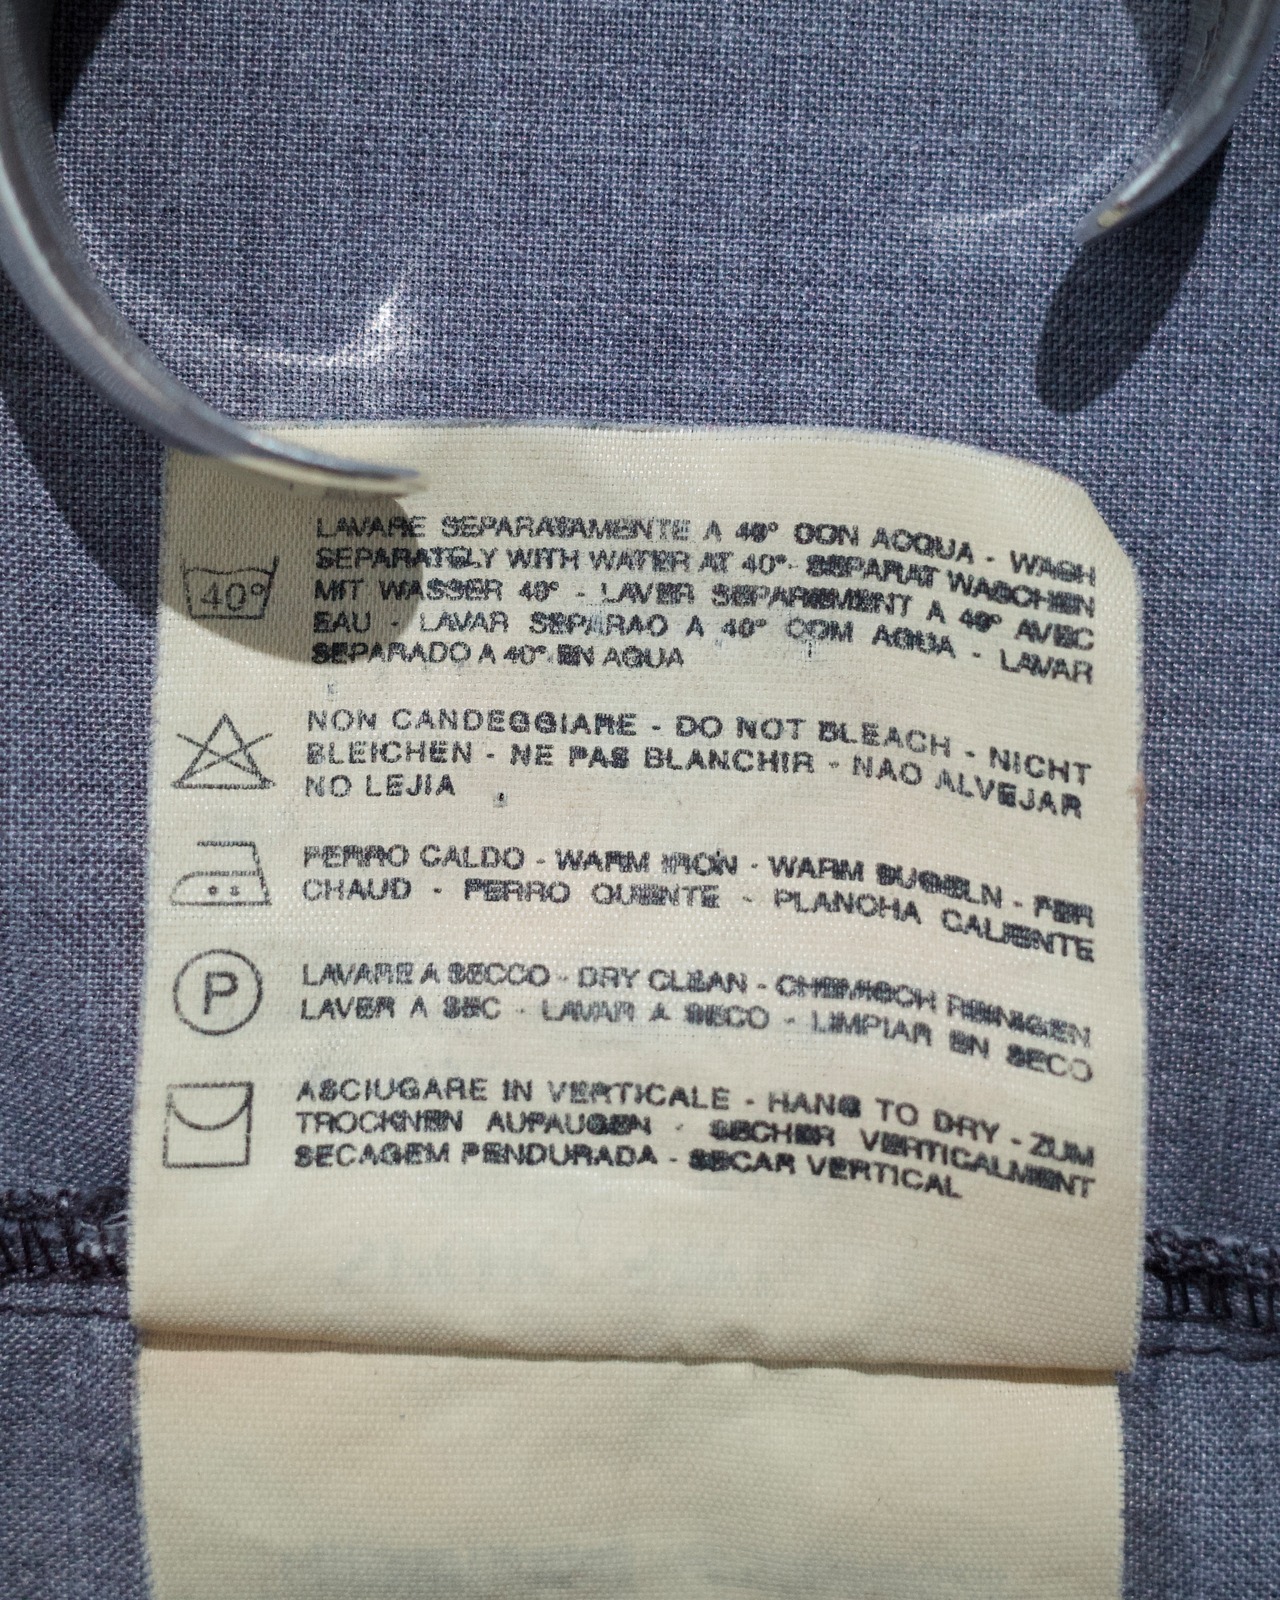 LAVARE SEPARATAMENTE A 40° CON ACQUA - WASH
SEPARATELY WITH WATER AT 40° - SEPARAT WASCHEN
MIT WASSER 40° - LAVER SEPAREMENT A 40° AVEC
EAU - LAVAR SEPARAO A 40° COM AGUA - LAVAR
SEPARADO A 40° EN AGUA
40°
NON CANDEGGIARE - DO NOT BLEACH - NICHT
BLEICHEN - NE PAS BLANCHIR - NAO ALVEJAR
NO LEJIA
FERRO CALDO - WARM IRON - WARM BUGELN - FER
CHAUD - FERRO QUENTE - PLANCHA CALIENTE
P
LAVARE A SECCO - DRY CLEAN - CHEMISCH REINIGEN
LAVER A SEC - LAVAR A SECO - LIMPIAR EN SECO
ASCIUGARE IN VERTICALE - HANG TO DRY - ZUM
TROCKNEN AUFAUGEN - SECHER VERTICALMENT
SECAGEM PENDURADA - SECAR VERTICAL